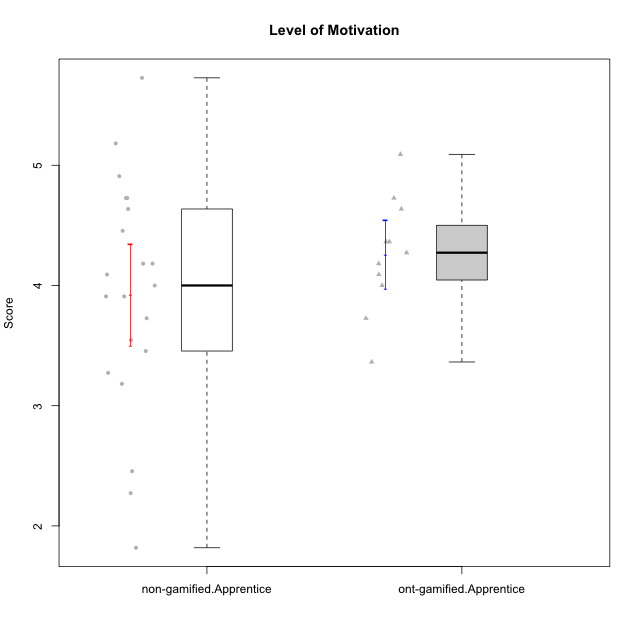 Level of Motivation
Score
5
4
3
2
non-gamified.Apprentice
ont-gamified.Apprentice